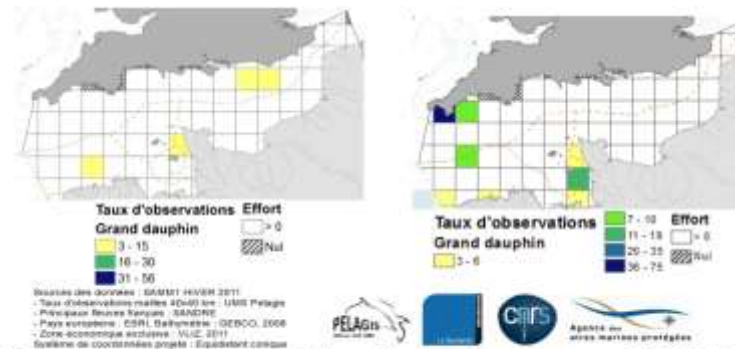 Taux d'observations Effort
Grand dauphin > 0
3 - 15 Nul
16 - 30
31 - 56
Sources des données : SAMM1 HIVER 2011
- Taux d'observations mailles 40x40 km : UMS Pelagis
- Principaux fleuves français : SANDRE
- Pays européens : ESRI, Bathymétrie : GEBCO, 2008
- Zone économique exclusive : VLIZ, 2011
Système de coordonnées projeté : Equidistant conique
Taux d'observations
Grand dauphin
3 - 6
7 - 10
11 - 19
20 - 35
36 - 75
Effort
> 0
Nul
PELAGIS
cnrs
Agence des
aires marines protégées